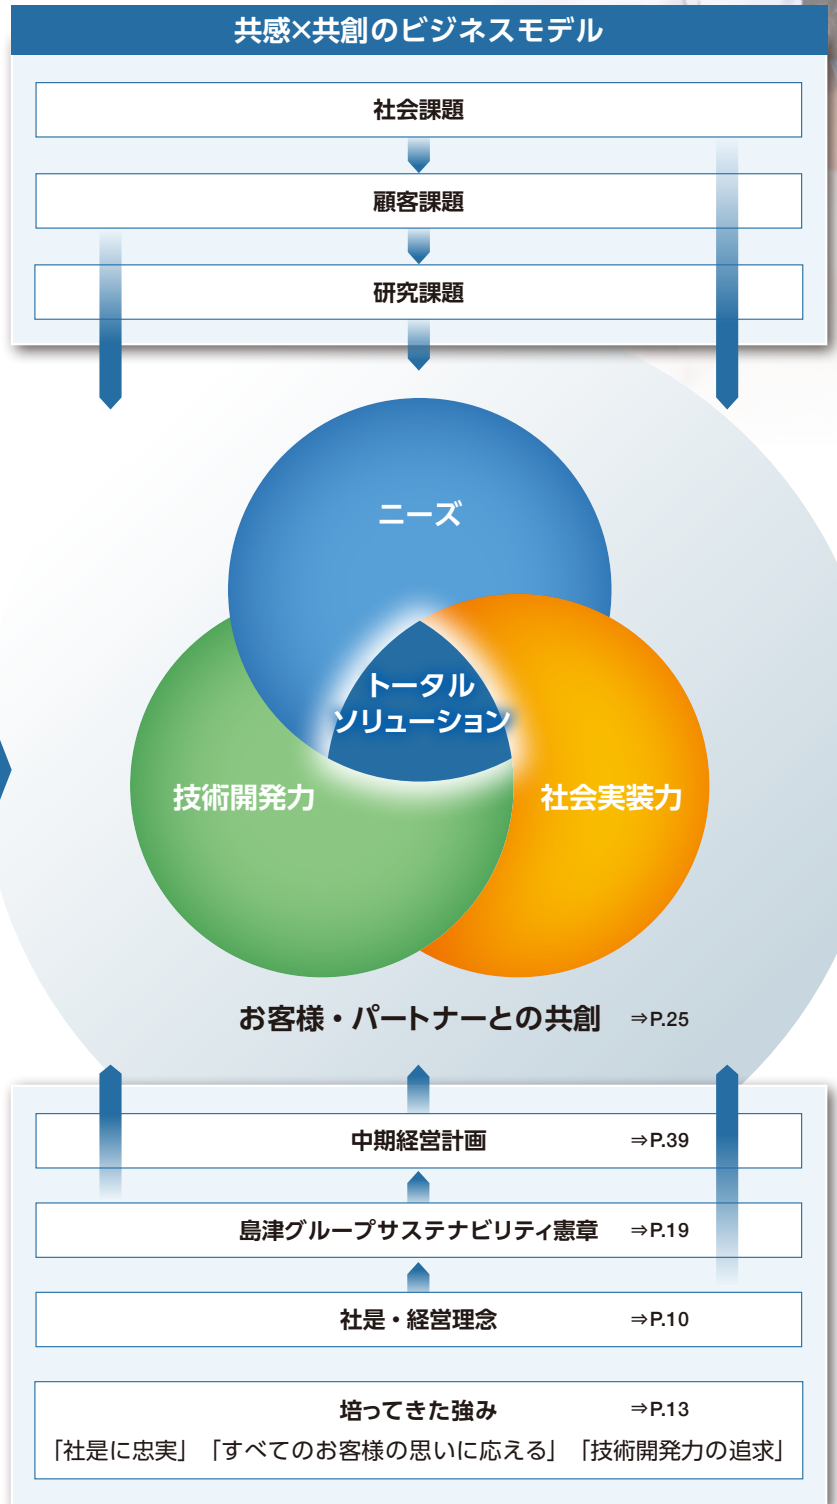 共感×共創のビジネスモデル
社会課題
顧客課題
研究課題
ニーズ
トータル
ソリューション
技術開発力
社会実装力
お客様・パートナーとの共創 ⇒P.25
中期経営計画 ⇒P.39
島津グループサステナビリティ憲章 ⇒P.19
社是・経営理念 ⇒P.10
培ってきた強み ⇒P.13
「社是に忠実」「すべてのお客様の思いに応える」「技術開発力の追求」